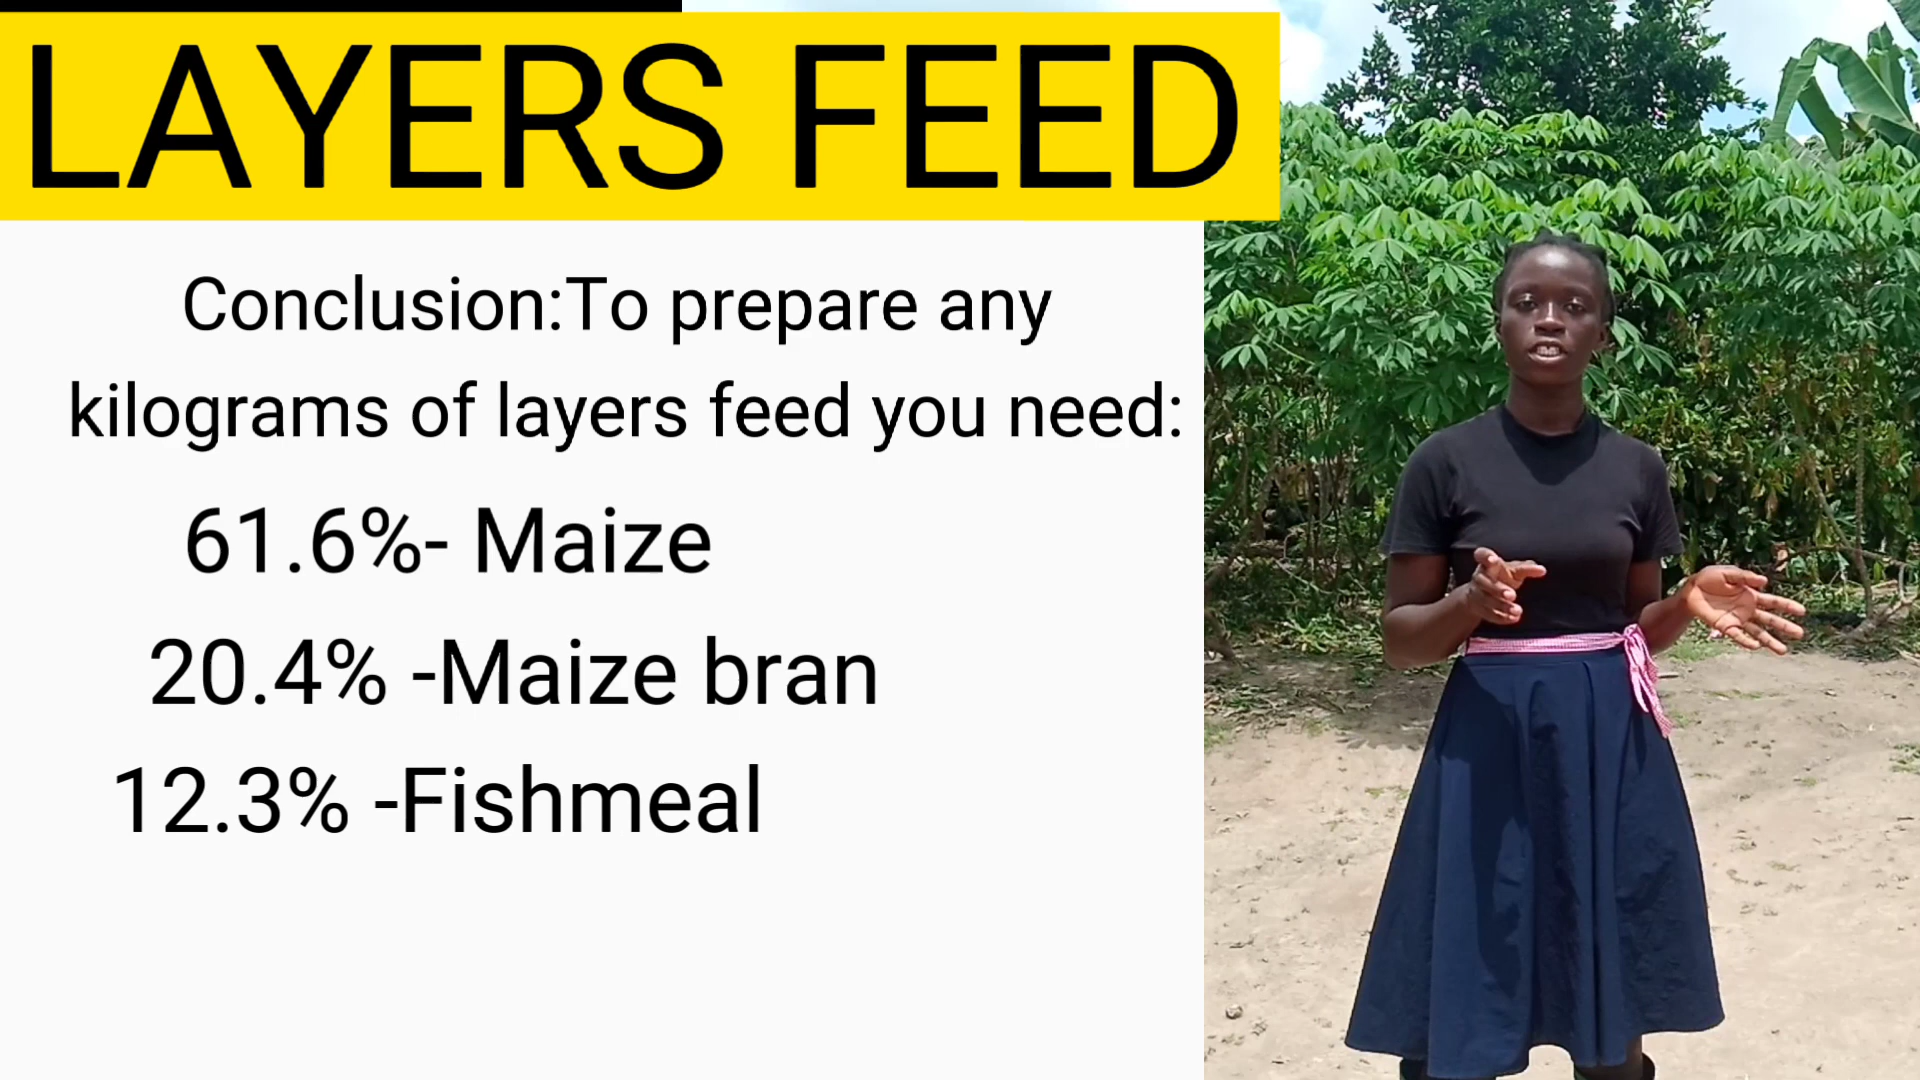 LAYERS FEED
Conclusion:To prepare any
kilograms of layers feed you need:
61.6%- Maize
20.4% -Maize bran
12.3% -Fishmeal